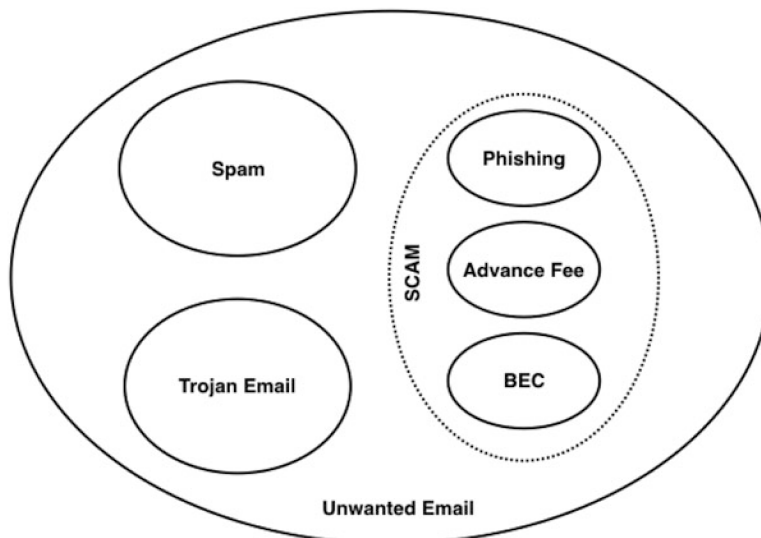 Spam
Phishing
SCAM
Advance Fee
Trojan Email
BEC
Unwanted Email